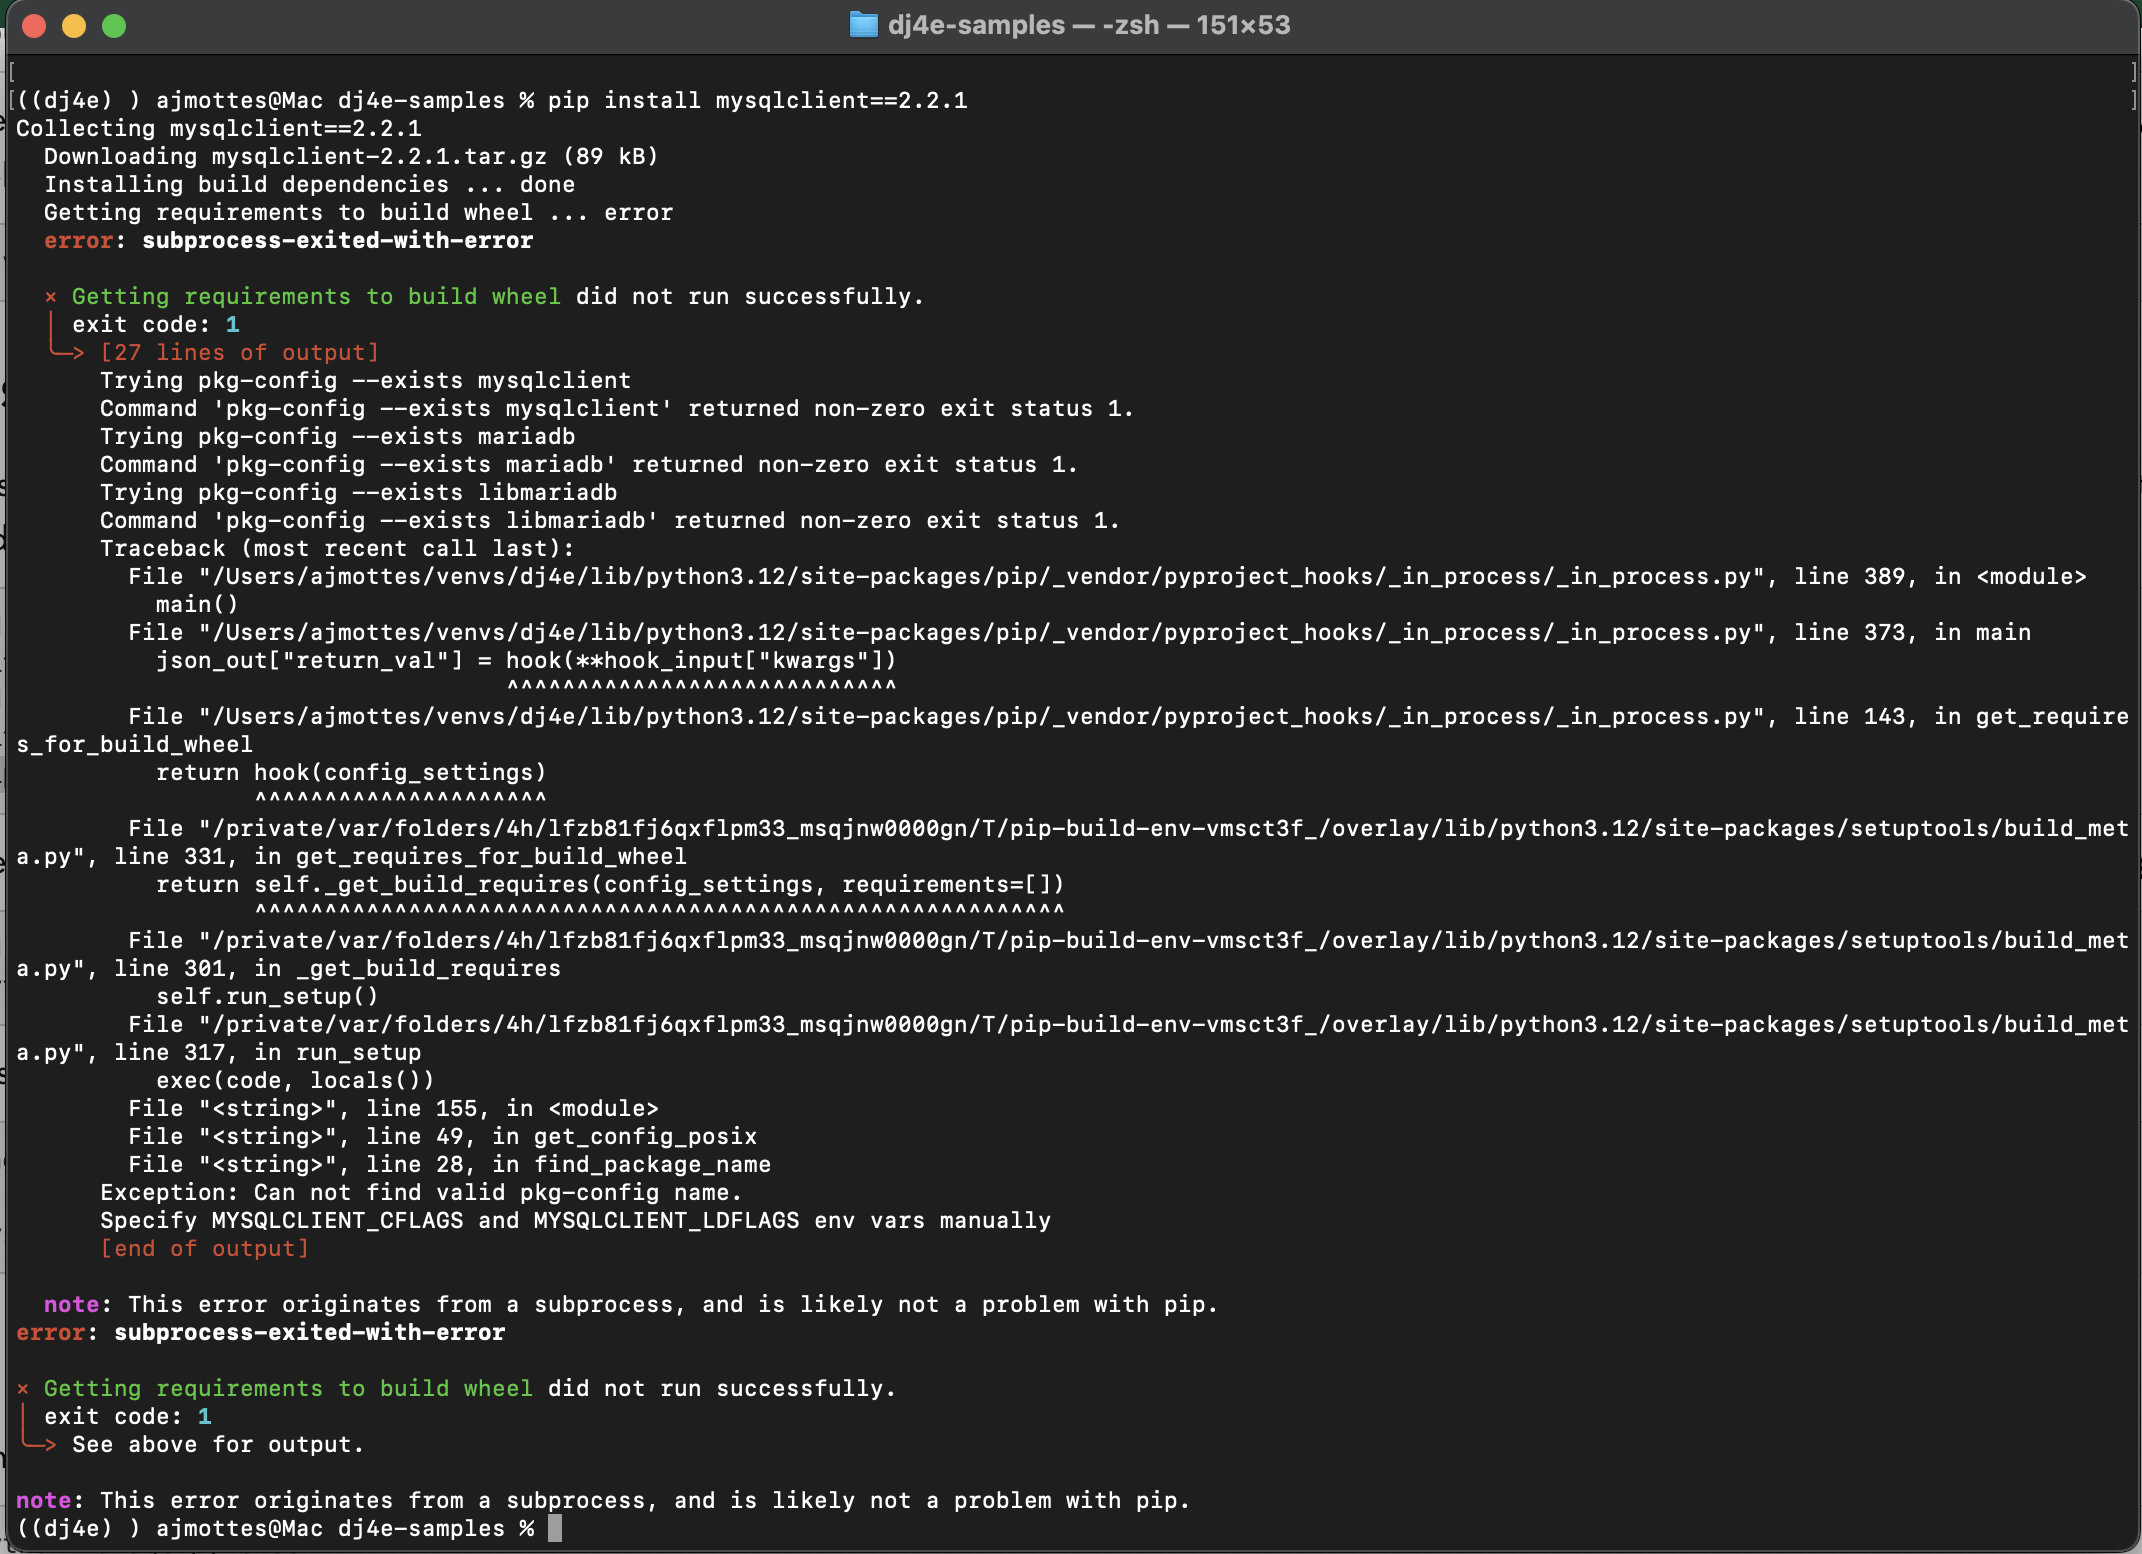 dj4e-samples — -zsh — 151×53
[ ]
[((dj4e) ) ajmottes@Mac dj4e-samples % pip install mysqlclient==2.2.1 ]
Collecting mysqlclient==2.2.1
  Downloading mysqlclient-2.2.1.tar.gz (89 kB)
  Installing build dependencies ... done
  Getting requirements to build wheel ... error
  error: subprocess-exited-with-error

  × Getting requirements to build wheel did not run successfully.
  │ exit code: 1
  ╰─> [27 lines of output]
      Trying pkg-config --exists mysqlclient
      Command 'pkg-config --exists mysqlclient' returned non-zero exit status 1.
      Trying pkg-config --exists mariadb
      Command 'pkg-config --exists mariadb' returned non-zero exit status 1.
      Trying pkg-config --exists libmariadb
      Command 'pkg-config --exists libmariadb' returned non-zero exit status 1.
      Traceback (most recent call last):
        File "/Users/ajmottes/venvs/dj4e/lib/python3.12/site-packages/pip/_vendor/pyproject_hooks/_in_process/_in_process.py", line 389, in <module>
          main()
        File "/Users/ajmottes/venvs/dj4e/lib/python3.12/site-packages/pip/_vendor/pyproject_hooks/_in_process/_in_process.py", line 373, in main
          json_out["return_val"] = hook(**hook_input["kwargs"])
                                   ^^^^^^^^^^^^^^^^^^^^^^^^^^^^
        File "/Users/ajmottes/venvs/dj4e/lib/python3.12/site-packages/pip/_vendor/pyproject_hooks/_in_process/_in_process.py", line 143, in get_require
s_for_build_wheel
          return hook(config_settings)
                 ^^^^^^^^^^^^^^^^^^^^^
        File "/private/var/folders/4h/lfzb81fj6qxflpm33_msqjnw0000gn/T/pip-build-env-vmsct3f_/overlay/lib/python3.12/site-packages/setuptools/build_met
a.py", line 331, in get_requires_for_build_wheel
          return self._get_build_requires(config_settings, requirements=[])
                 ^^^^^^^^^^^^^^^^^^^^^^^^^^^^^^^^^^^^^^^^^^^^^^^^^^^^^^^^^^
        File "/private/var/folders/4h/lfzb81fj6qxflpm33_msqjnw0000gn/T/pip-build-env-vmsct3f_/overlay/lib/python3.12/site-packages/setuptools/build_met
a.py", line 301, in _get_build_requires
          self.run_setup()
        File "/private/var/folders/4h/lfzb81fj6qxflpm33_msqjnw0000gn/T/pip-build-env-vmsct3f_/overlay/lib/python3.12/site-packages/setuptools/build_met
a.py", line 317, in run_setup
          exec(code, locals())
        File "<string>", line 155, in <module>
        File "<string>", line 49, in get_config_posix
        File "<string>", line 28, in find_package_name
      Exception: Can not find valid pkg-config name.
      Specify MYSQLCLIENT_CFLAGS and MYSQLCLIENT_LDFLAGS env vars manually
      [end of output]

  note: This error originates from a subprocess, and is likely not a problem with pip.
error: subprocess-exited-with-error

× Getting requirements to build wheel did not run successfully.
│ exit code: 1
╰─> See above for output.

note: This error originates from a subprocess, and is likely not a problem with pip.
((dj4e) ) ajmottes@Mac dj4e-samples %